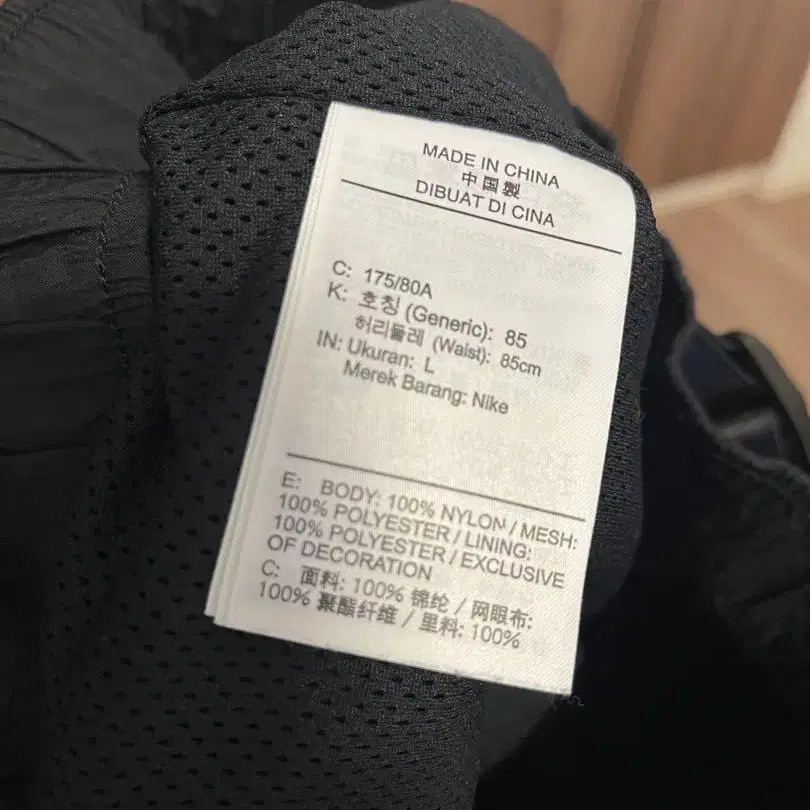 MADE IN CHINA
中国製
DIBUAT DI CINA
C: 175/80A
K: 호칭 (Generic): 85
허리둘레 (Waist): 85cm
IN: Ukuran: L
Merek Barang: Nike
E: BODY: 100% NYLON / MESH:
100% POLYESTER / LINING:
100% POLYESTER / EXCLUSIVE
OF DECORATION
C: 面料: 100% 锦纶 / 网眼布:
100% 聚酯纤维 / 里料: 100%